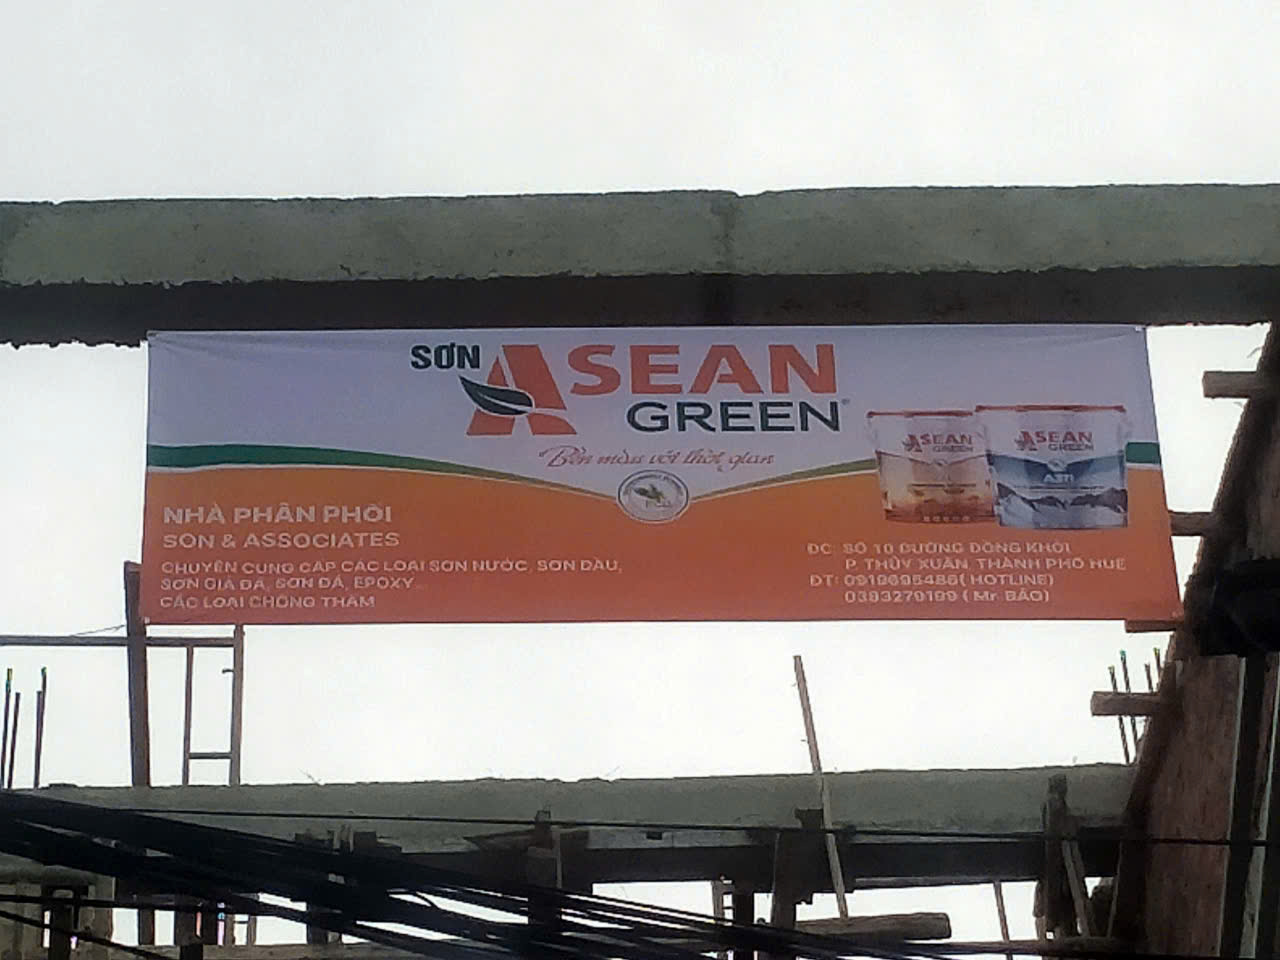 SƠN ASEAN
GREEN
Bền màu với thời gian
ASEAN
GREEN
ASEAN
GREEN
NHÀ PHÂN PHỐI
SON & ASSOCIATES
CHUYÊN CUNG CẤP CÁC LOẠI SƠN NƯỚC, SƠN DẦU,
SƠN GIẢ ĐÁ, SƠN ĐÁ, EPOXY...
CÁC LOẠI CHỐNG THẤM
ĐC: SỐ 10 ĐƯỜNG ĐỒNG KHỞI
P. THỦY XUÂN, THÀNH PHỐ HUẾ
ĐT: 0919695486( HOTLINE)
0393279199 ( Mr. BẢO)